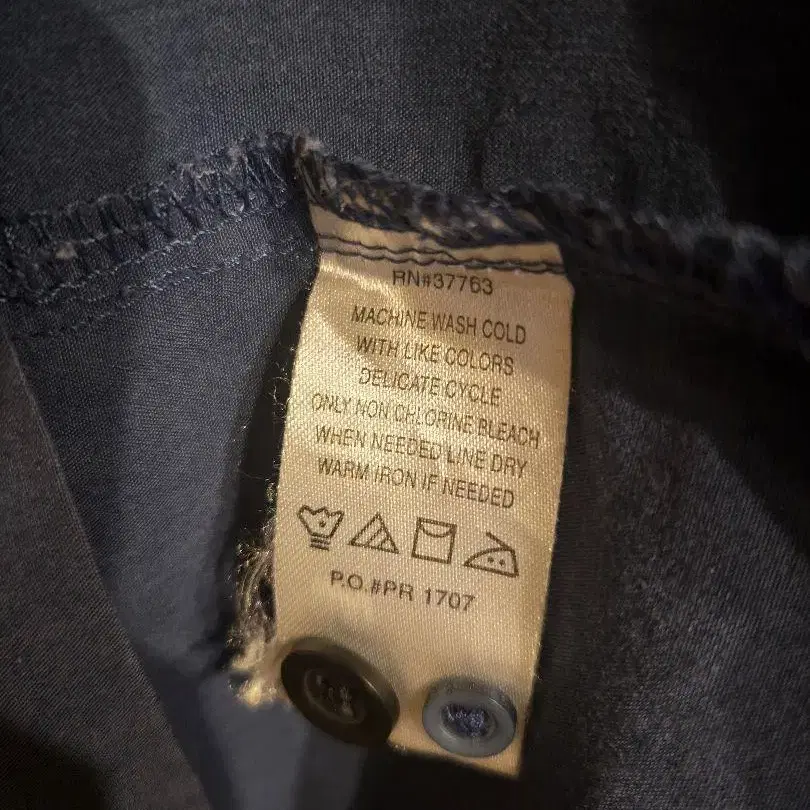 RN#37763
MACHINE WASH COLD
WITH LIKE COLORS
DELICATE CYCLE
ONLY NON CHLORINE BLEACH
WHEN NEEDED LINE DRY
WARM IRON IF NEEDED
P.O.#PR 1707